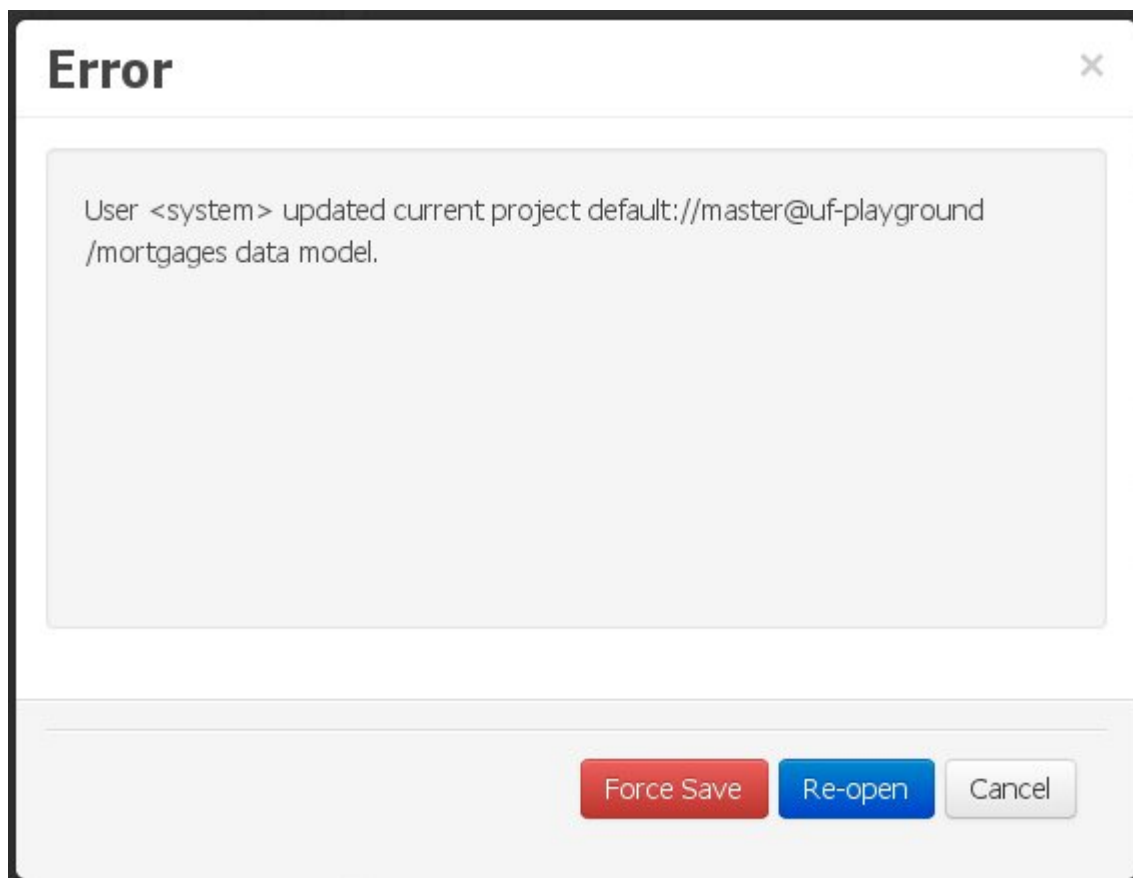 Error
×
User <system> updated current project default://master@uf-playground
/mortgages data model.
Force Save
Re-open
Cancel